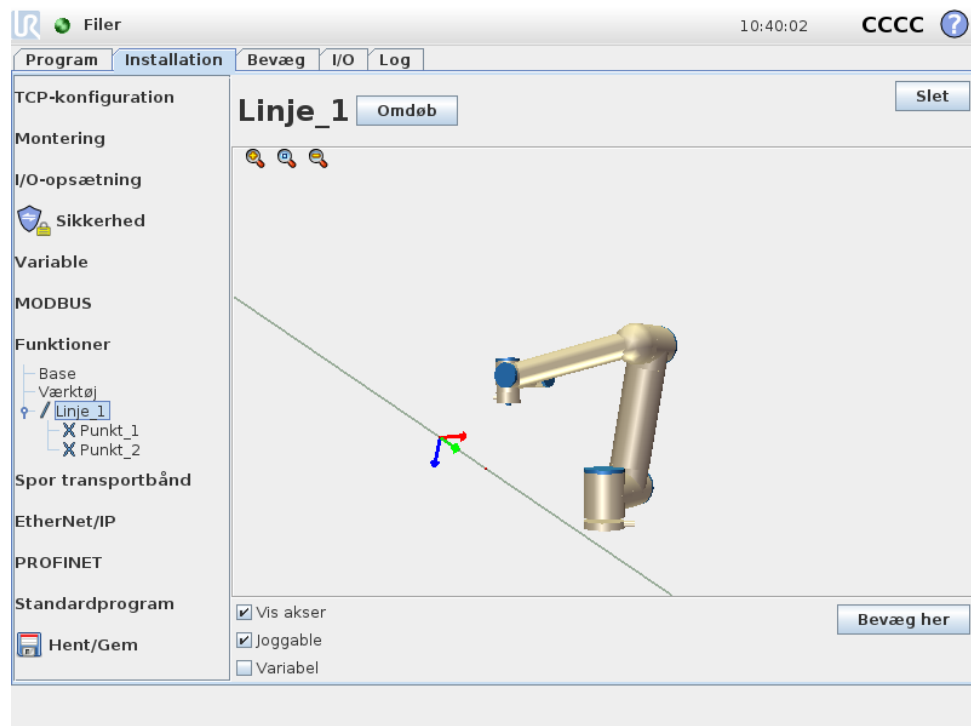 UR Filer 10:40:02 CCCC ?
Program Installation Bevæg I/O Log
TCP-konfiguration
Montering
I/O-opsætning
Sikkerhed
Variable
MODBUS
Funktioner
Base
Værktøj
Linje_1
Punkt_1
Punkt_2
Spor transportbånd
EtherNet/IP
PROFINET
Standardprogram
Hent/Gem
Linje_1 Omdøb Slet
Vis akser
Joggable
Variabel
Bevæg her